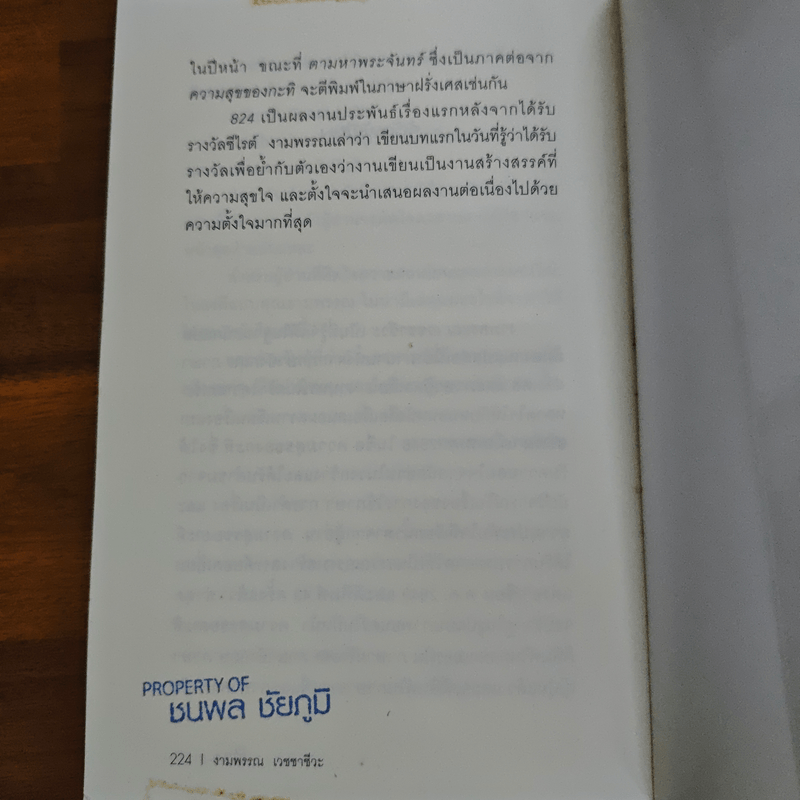 ในปีหน้า ขณะที่ ตามหาพระจันทร์ ซึ่งเป็นภาคต่อจาก
ความสุขของกะทิ จะตีพิมพ์ในภาษาฝรั่งเศสเช่นกัน
824 เป็นผลงานประพันธ์เรื่องแรกหลังจากได้รับ
รางวัลซีไรต์ งามพรรณเล่าว่า เขียนบทแรกในวันที่รู้ว่าได้รับ
รางวัลเพื่อย้ำกับตัวเองว่างานเขียนเป็นงานสร้างสรรค์ที่
ให้ความสุขใจ และตั้งใจจะนำเสนอผลงานต่อเนื่องไปด้วย
ความตั้งใจมากที่สุด
PROPERTY OF
ชนพล ชัยภูมิ
224 | งามพรรณ เวชชาชีวะ